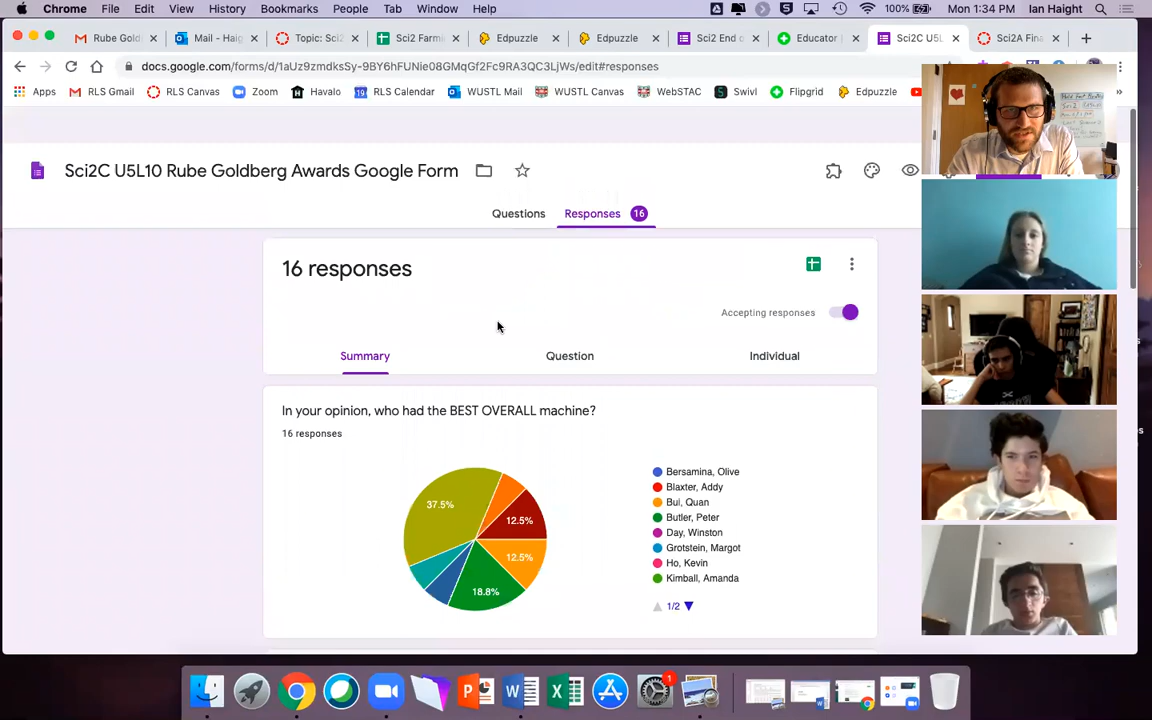 Chrome File Edit View History Bookmarks People Tab Window Help 100% Mon 1:34 PM Ian Haight
Rube Gold Mail - Haig Topic: Sci Sci2 Farmi Edpuzzle Edpuzzle Sci2 End o Educator Sci2C U5L Sci2A Fina
docs.google.com/forms/d/1aUz9zmdksSy-9BY6hFUNie08GMqGf2Fc9RA3QC3LjWs/edit#responses
Apps RLS Gmail RLS Canvas Zoom Havalo RLS Calendar WUSTL Mail WUSTL Canvas WebSTAC Swivl Flipgrid Edpuzzle
Sci2C U5L10 Rube Goldberg Awards Google Form
Questions Responses 16
16 responses
Accepting responses
Summary Question Individual
In your opinion, who had the BEST OVERALL machine?
16 responses
37.5%
12.5%
12.5%
18.8%
Bersamina, Olive
Blaxter, Addy
Bui, Quan
Butler, Peter
Day, Winston
Grotstein, Margot
Ho, Kevin
Kimball, Amanda
1/2
1